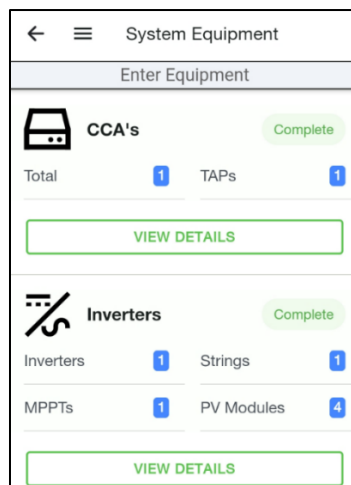 System Equipment
Enter Equipment
CCA's Complete
Total 1 TAPs 1
VIEW DETAILS
Inverters Complete
Inverters 1 Strings 1
MPPTs 1 PV Modules 4
VIEW DETAILS